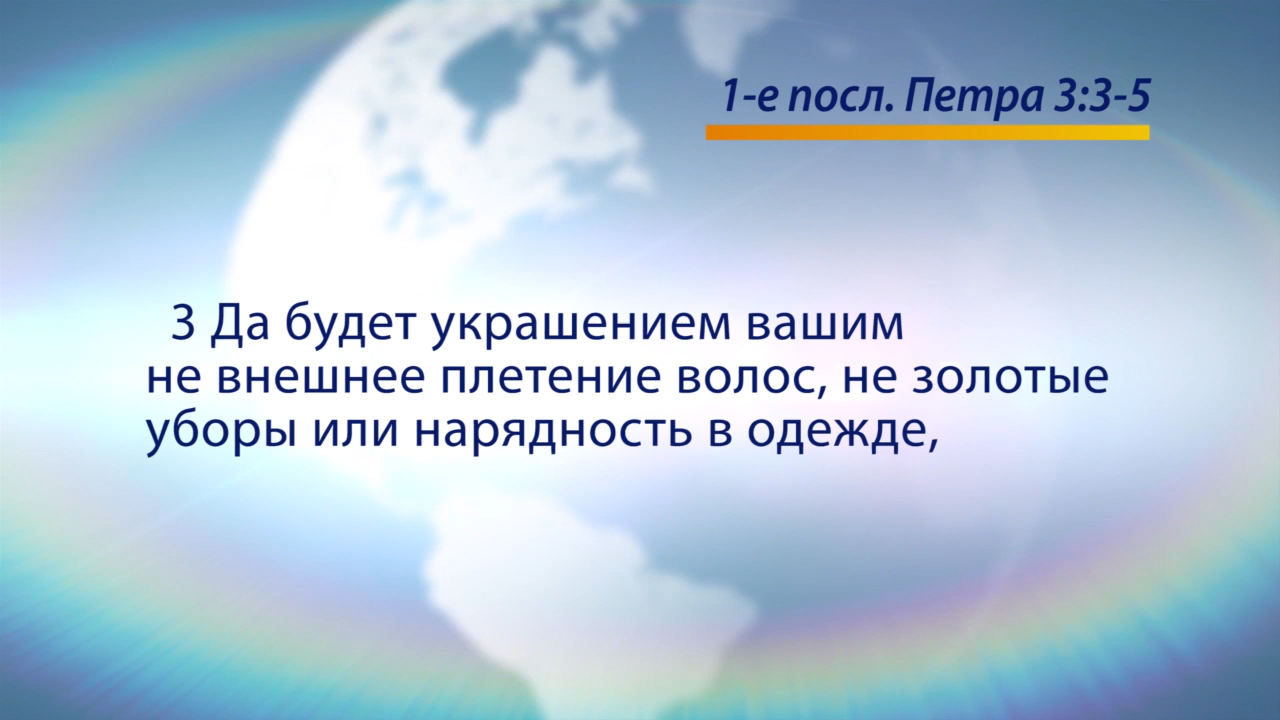 1-е посл. Петра 3:3-5
3 Да будет украшением вашим
не внешнее плетение волос, не золотые
уборы или нарядность в одежде,